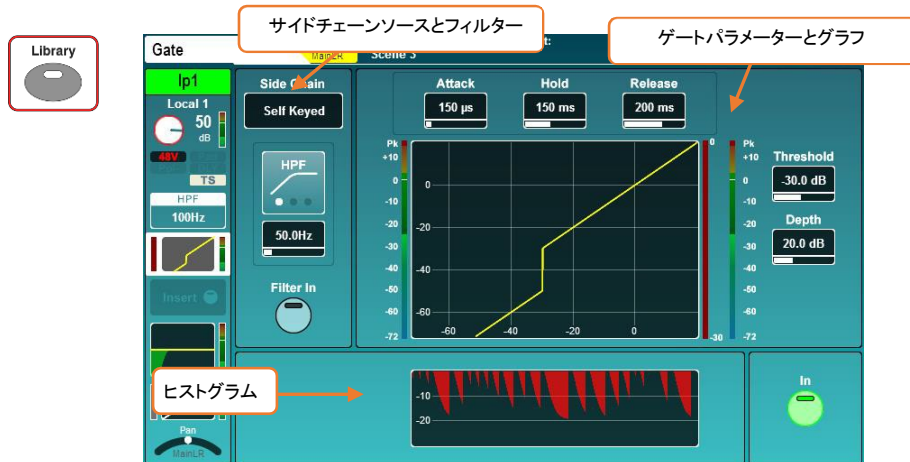 Library
サイドチェーンソースとフィルター
ゲートパラメーターとグラフ
Gate
MainLR
Scene 3
t:
Ip1
Local 1
50
dB
48V
TS
HPF
100Hz
Insert
Pan
MainLR
Side Chain
Self Keyed
HPF
50.0Hz
Filter In
Attack
Hold
Release
150 µs
150 ms
200 ms
Pk
+10
0
-10
-20
-30
-40
-50
-60
-72
0
-20
-40
-60
-60
-40
-20
0
0
-30
Pk
+10
0
-10
-20
-30
-40
-50
-60
-72
Threshold
-30.0 dB
Depth
20.0 dB
ヒストグラム
-10
-20
In